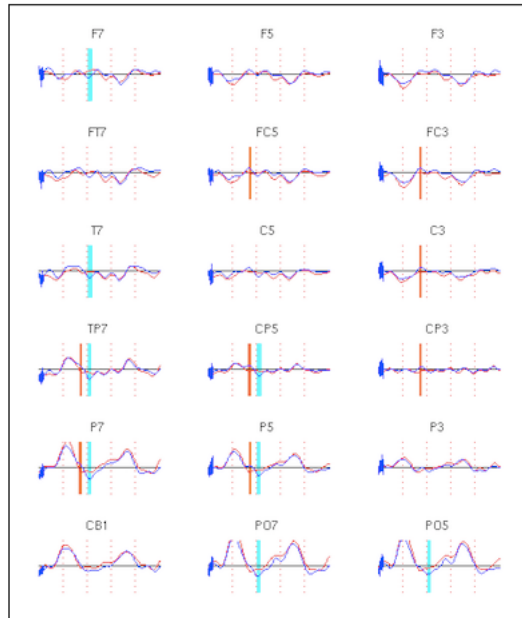 F7 F5 F3
FT7 FC5 FC3
T7 C5 C3
TP7 CP5 CP3
P7 P5 P3
CB1 PO7 PO5